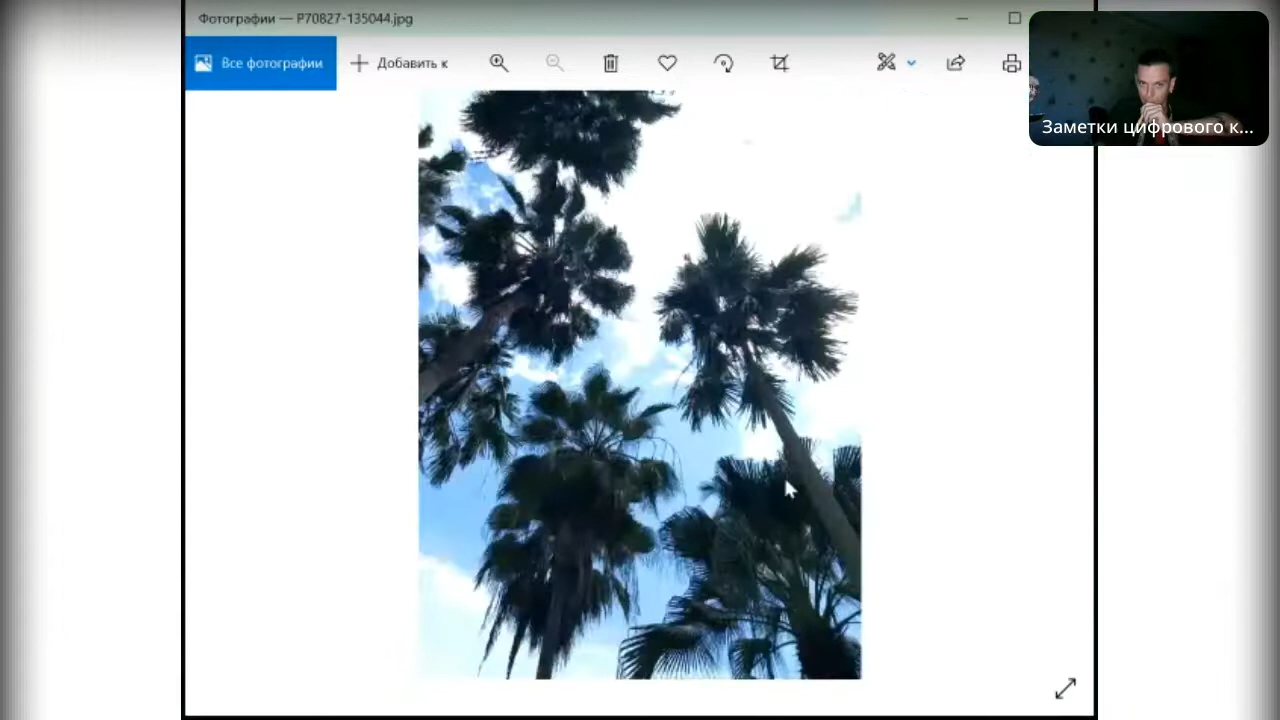 Фотографии — P70827-135044.jpg
Все фотографии
Добавить к
Заметки цифрового к...